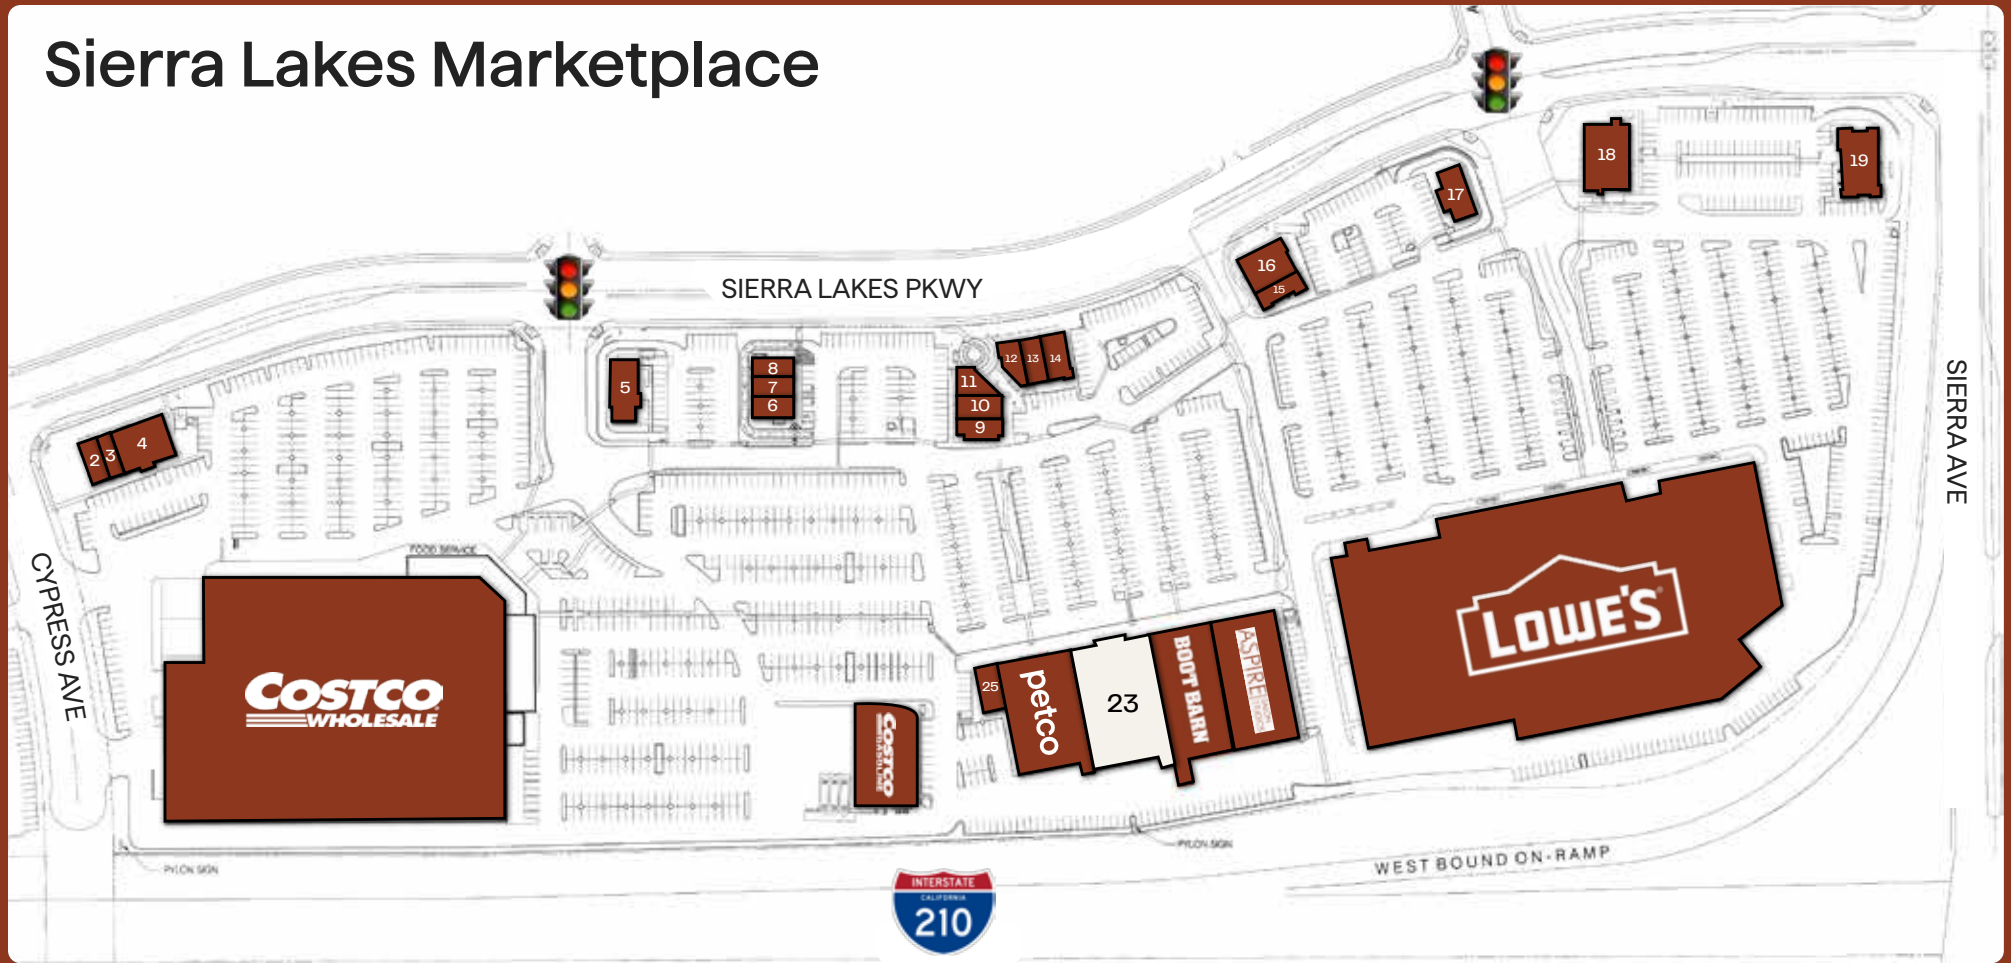 Sierra Lakes Marketplace
SIERRA LAKES PKWY
SIERRA AVE
CYPRESS AVE
2
3
4
5
8
7
6
11
10
9
12
13
14
16
15
17
18
19
FOOD SERVICE
COSTCO
WHOLESALE
COSTCO
GASOLINE
25
petco
23
BOOT BARN
ASPIRE
LOWE'S
PYLON SIGN
PYLON SIGN
WEST BOUND ON-RAMP
INTERSTATE
CALIFORNIA
210